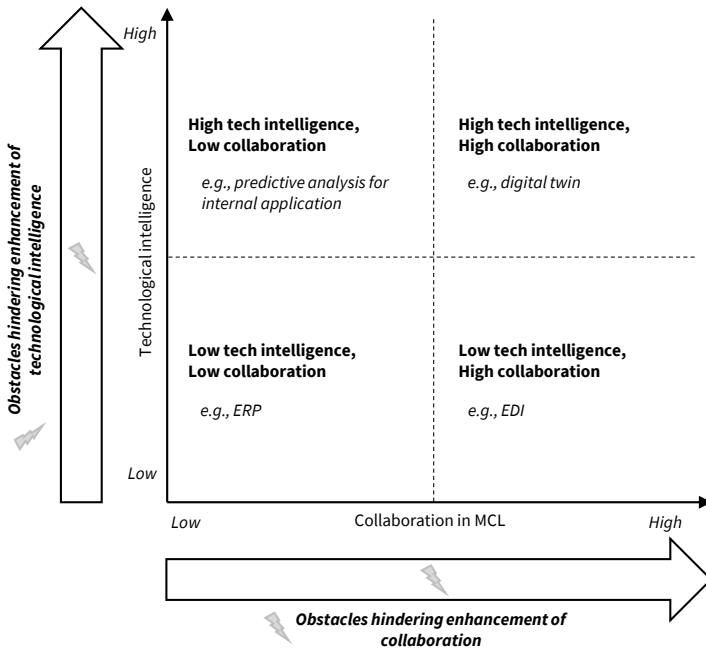 High
High tech intelligence,
Low collaboration
e.g., predictive analysis for
internal application
High tech intelligence,
High collaboration
e.g., digital twin
Obstacles hindering enhancement of
technological intelligence
Technological intelligence
Low tech intelligence,
Low collaboration
e.g., ERP
Low tech intelligence,
High collaboration
e.g., EDI
Low
Low
Collaboration in MCL
High
Obstacles hindering enhancement of
collaboration